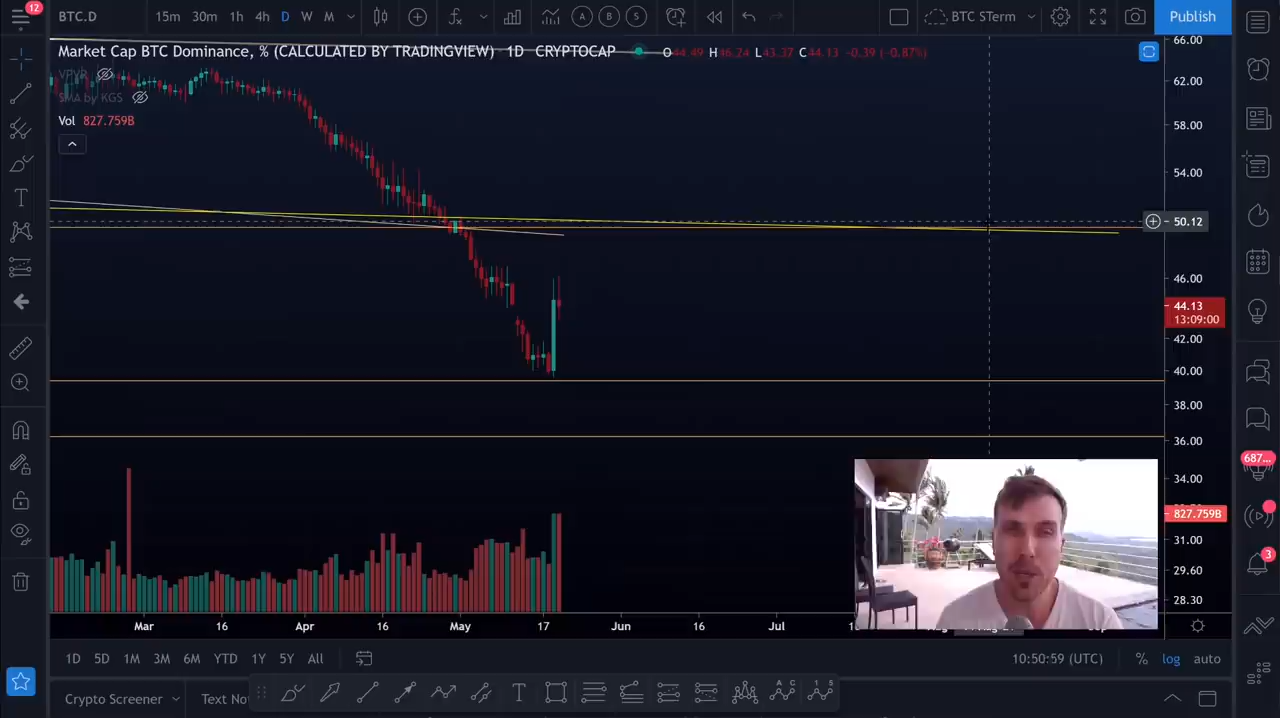 12
BTC.D 15m 30m 1h 4h D W M A B S BTC STerm Publish
Market Cap BTC Dominance, % (CALCULATED BY TRADINGVIEW) 1D CRYPTOCAP O44.49 H46.24 L43.37 C44.13 -0.39 (-0.87%)
VPVR
SMA by KGS
Vol 827.759B
66.00
62.00
58.00
54.00
50.12
46.00
44.13
13:09:00
42.00
40.00
38.00
36.00
34.00
827.759B
31.00
29.60
28.30
687...
3
Mar 16 Apr 16 May 17 Jun 16 Jul
1D 5D 1M 3M 6M YTD 1Y 5Y All 10:50:59 (UTC) % log auto
Crypto Screener Text No